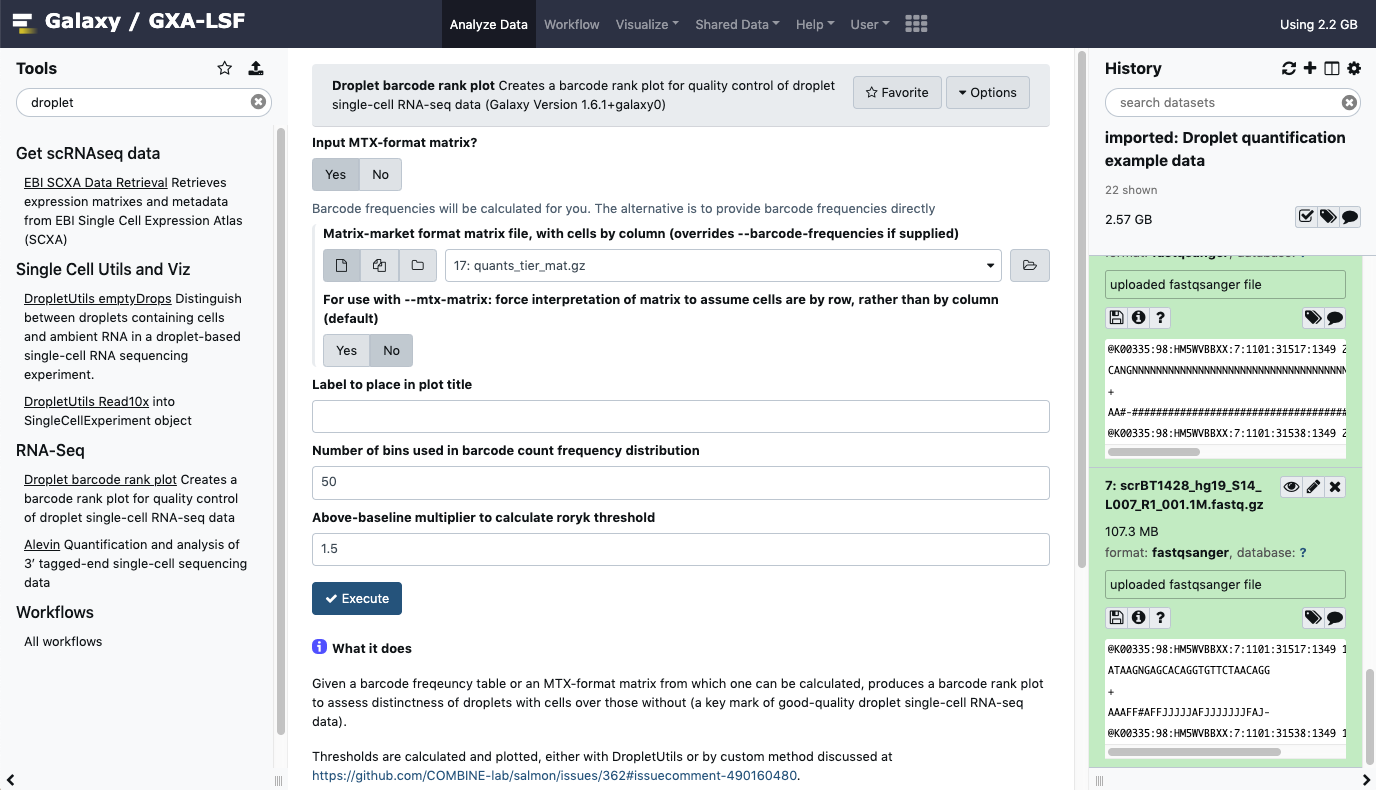 Galaxy / GXA-LSF
Analyze Data
Workflow
Visualize
Shared Data
Help
User
Using 2.2 GB
Tools
droplet
Get scRNAseq data
EBI SCXA Data Retrieval Retrieves
expression matrixes and metadata
from EBI Single Cell Expression Atlas
(SCXA)
Single Cell Utils and Viz
DropletUtils emptyDrops Distinguish
between droplets containing cells
and ambient RNA in a droplet-based
single-cell RNA sequencing
experiment.
DropletUtils Read10x into
SingleCellExperiment object
RNA-Seq
Droplet barcode rank plot Creates a
barcode rank plot for quality control
of droplet single-cell RNA-seq data
Alevin Quantification and analysis of
3’ tagged-end single-cell sequencing
data
Workflows
All workflows
Droplet barcode rank plot Creates a barcode rank plot for quality control of droplet
single-cell RNA-seq data (Galaxy Version 1.6.1+galaxy0)
Favorite
Options
Input MTX-format matrix?
Yes
No
Barcode frequencies will be calculated for you. The alternative is to provide barcode frequencies directly
Matrix-market format matrix file, with cells by column (overrides --barcode-frequencies if supplied)
17: quants_tier_mat.gz
For use with --mtx-matrix: force interpretation of matrix to assume cells are by row, rather than by column
(default)
Yes
No
Label to place in plot title
Number of bins used in barcode count frequency distribution
50
Above-baseline multiplier to calculate roryk threshold
1.5
Execute
What it does
Given a barcode freqeuncy table or an MTX-format matrix from which one can be calculated, produces a barcode rank plot
to assess distinctness of droplets with cells over those without (a key mark of good-quality droplet single-cell RNA-seq
data).
Thresholds are calculated and plotted, either with DropletUtils or by custom method discussed at
https://github.com/COMBINE-lab/salmon/issues/362#issuecomment-490160480.
History
search datasets
imported: Droplet quantification
example data
22 shown
2.57 GB
format: fastqsanger, database: ?
uploaded fastqsanger file
?
@K00335:98:HM5WVBBXX:7:1101:31517:1349 2
CANGNNNNNNNNNNNNNNNNNNNNNNNNNNNNNNNNNNNN
+
AA#-####################################
@K00335:98:HM5WVBBXX:7:1101:31538:1349 2
7: scrBT1428_hg19_S14_
L007_R1_001.1M.fastq.gz
107.3 MB
format: fastqsanger, database: ?
uploaded fastqsanger file
?
@K00335:98:HM5WVBBXX:7:1101:31517:1349 1
ATAAGNGAGCACAGGTGTTCTAACAGG
+
AAAFF#AFFJJJJJAFJJJJJJJFAJ-
@K00335:98:HM5WVBBXX:7:1101:31538:1349 1